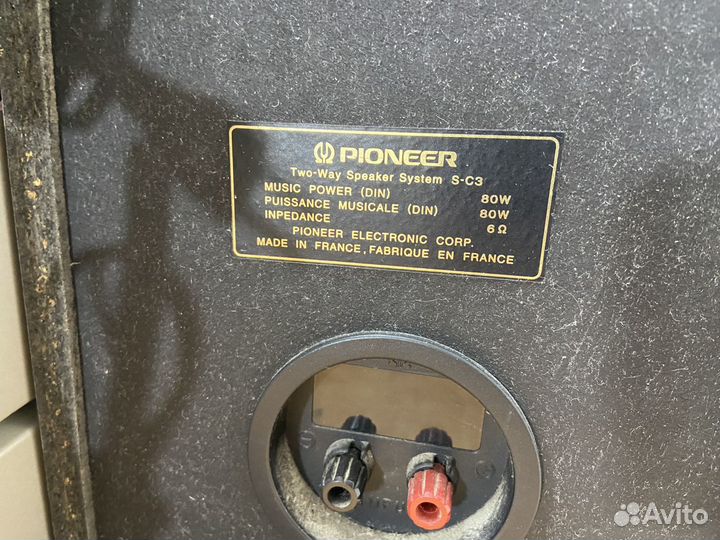 PIONEER
Two-Way Speaker System S-C3
MUSIC POWER (DIN) 80W
PUISSANCE MUSICALE (DIN) 80W
INPEDANCE 6Ω
PIONEER ELECTRONIC CORP.
MADE IN FRANCE, FABRIQUE EN FRANCE
Avito